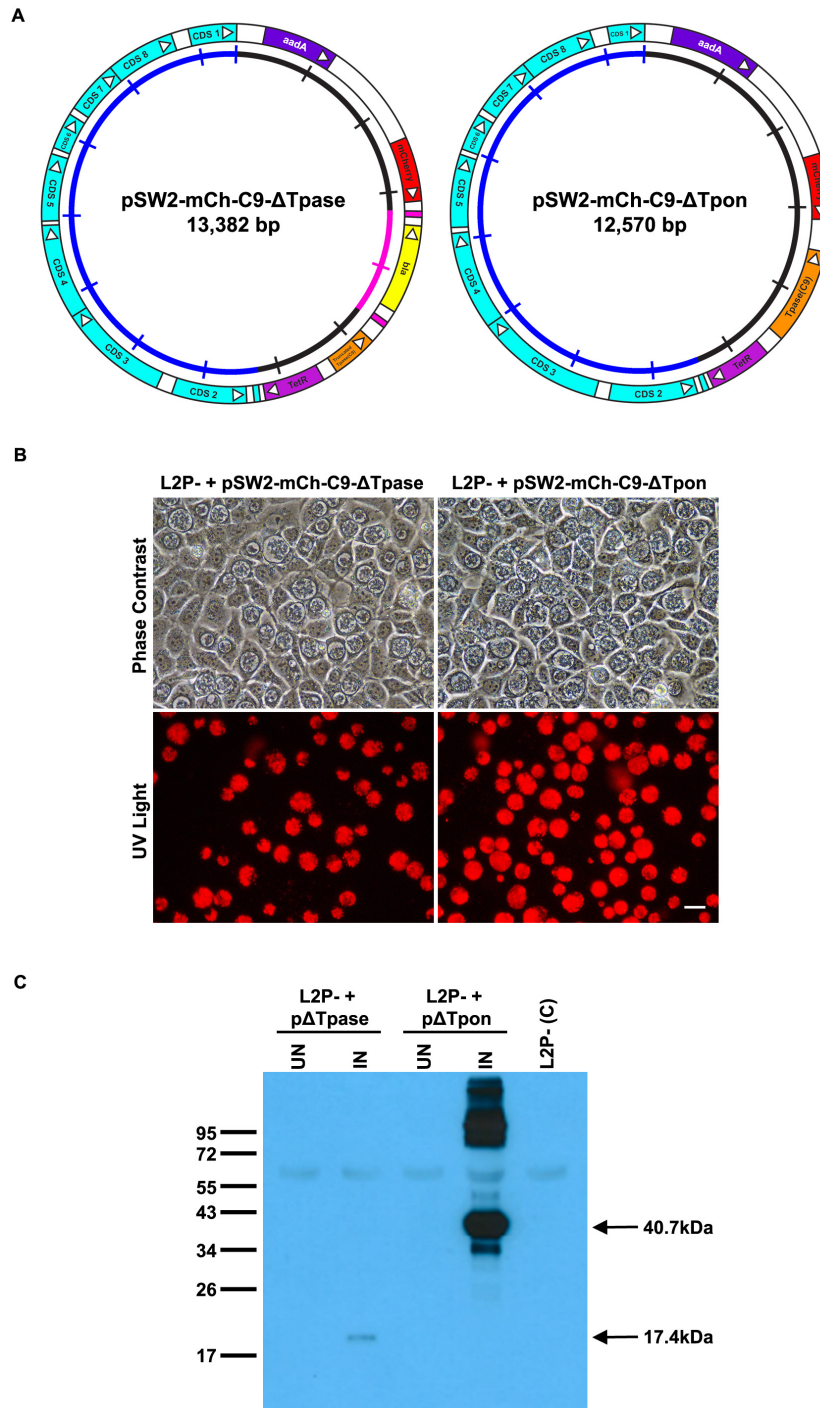 A
CDS 1
aadA
mCherry
bla
Truncated
Tpase(C9)
TetR
CDS 2
CDS 3
CDS 4
CDS 5
CDS 6
CDS 7
CDS 8
pSW2-mCh-C9-ΔTpase
13,382 bp
CDS 1
aadA
mCherry
Tpase(C9)
TetR
CDS 2
CDS 3
CDS 4
CDS 5
CDS 6
CDS 7
CDS 8
pSW2-mCh-C9-ΔTpon
12,570 bp
B
L2P- + pSW2-mCh-C9-ΔTpase
L2P- + pSW2-mCh-C9-ΔTpon
Phase Contrast
UV Light
C
L2P- +
pΔTpase
L2P- +
pΔTpon
L2P- (C)
UN
IN
UN
IN
95
72
55
43
34
26
17
40.7kDa
17.4kDa